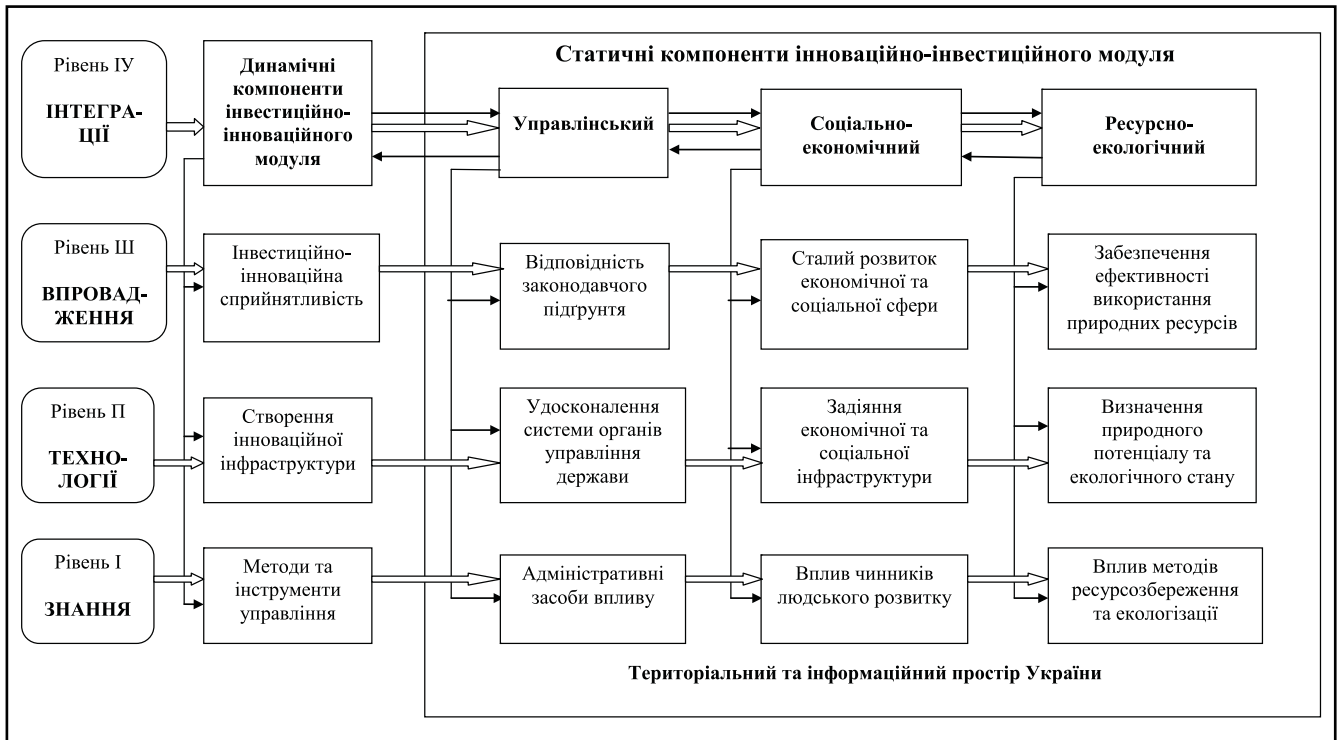 Статичні компоненти інноваційно-інвестиційного модуля
Рівень ІУ
ІНТЕГРА-
ЦІЇ
Динамічні
компоненти
інвестиційно-
інноваційного
модуля
Управлінський
Соціально-
економічний
Ресурсно-
екологічний
Рівень Ш
ВПРОВАД-
ЖЕННЯ
Інвестиційно-
інноваційна
сприйнятливість
Відповідність
законодавчого
підґрунтя
Сталий розвиток
економічної та
соціальної сфери
Забезпечення
ефективності
використання
природних ресурсів
Рівень П
ТЕХНО-
ЛОГІЇ
Створення
інноваційної
інфраструктури
Удосконалення
системи органів
управління
держави
Задіяння
економічної та
соціальної
інфраструктури
Визначення
природного
потенціалу та
екологічного стану
Рівень І
ЗНАННЯ
Методи та
інструменти
управління
Адміністративні
засоби впливу
Вплив чинників
людського розвитку
Вплив методів
ресурсозбереження
та екологізації
Територіальний та інформаційний простір України